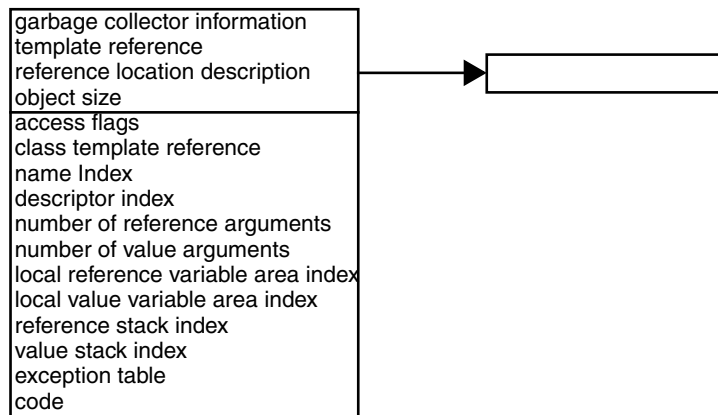 garbage collector information
template reference
reference location description
object size
access flags
class template reference
name Index
descriptor index
number of reference arguments
number of value arguments
local reference variable area index
local value variable area index
reference stack index
value stack index
exception table
code